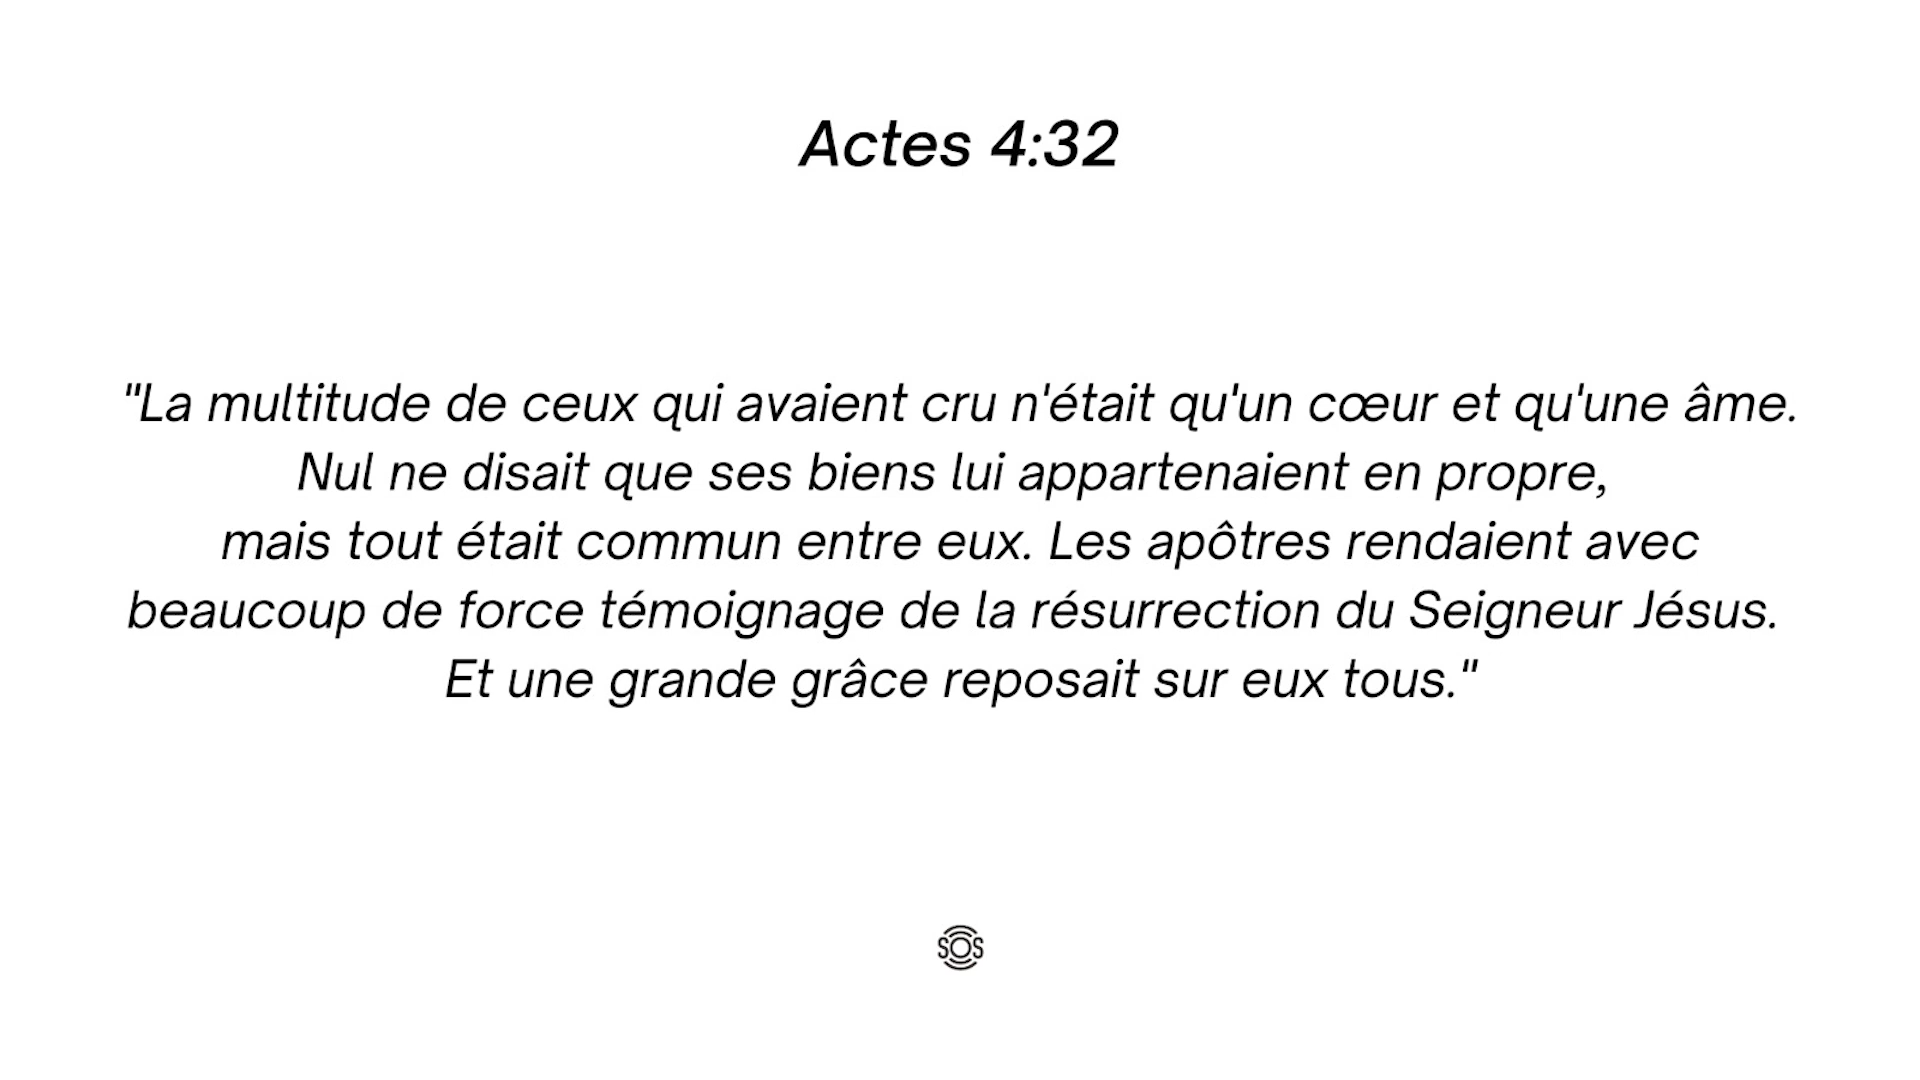 Actes 4:32
"La multitude de ceux qui avaient cru n'était qu'un cœur et qu'une âme.
Nul ne disait que ses biens lui appartenaient en propre,
mais tout était commun entre eux. Les apôtres rendaient avec
beaucoup de force témoignage de la résurrection du Seigneur Jésus.
Et une grande grâce reposait sur eux tous."
SOS